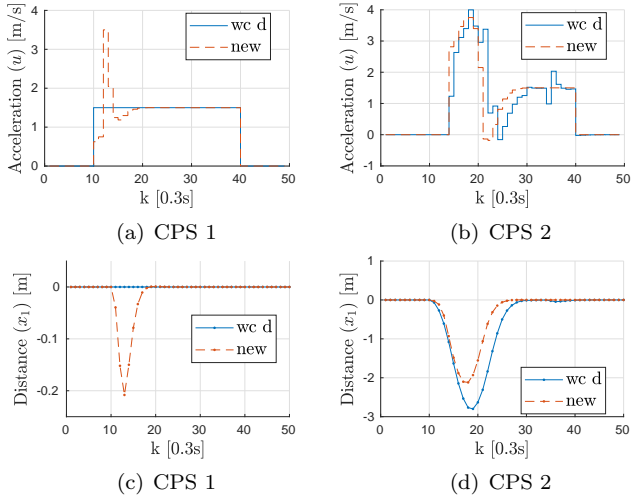 Acceleration (u) [m/s]
4
3
2
1
0
0 10 20 30 40 50
k [0.3s]
wc d
new
(a) CPS 1
Acceleration (u) [m/s]
4
3
2
1
0
-1
0 10 20 30 40 50
k [0.3s]
wc d
new
(b) CPS 2
Distance (x₁) [m]
0
-0.1
-0.2
0 10 20 30 40 50
k [0.3s]
wc d
new
(c) CPS 1
Distance (x₁) [m]
1
0
-1
-2
-3
0 10 20 30 40 50
k [0.3s]
wc d
new
(d) CPS 2